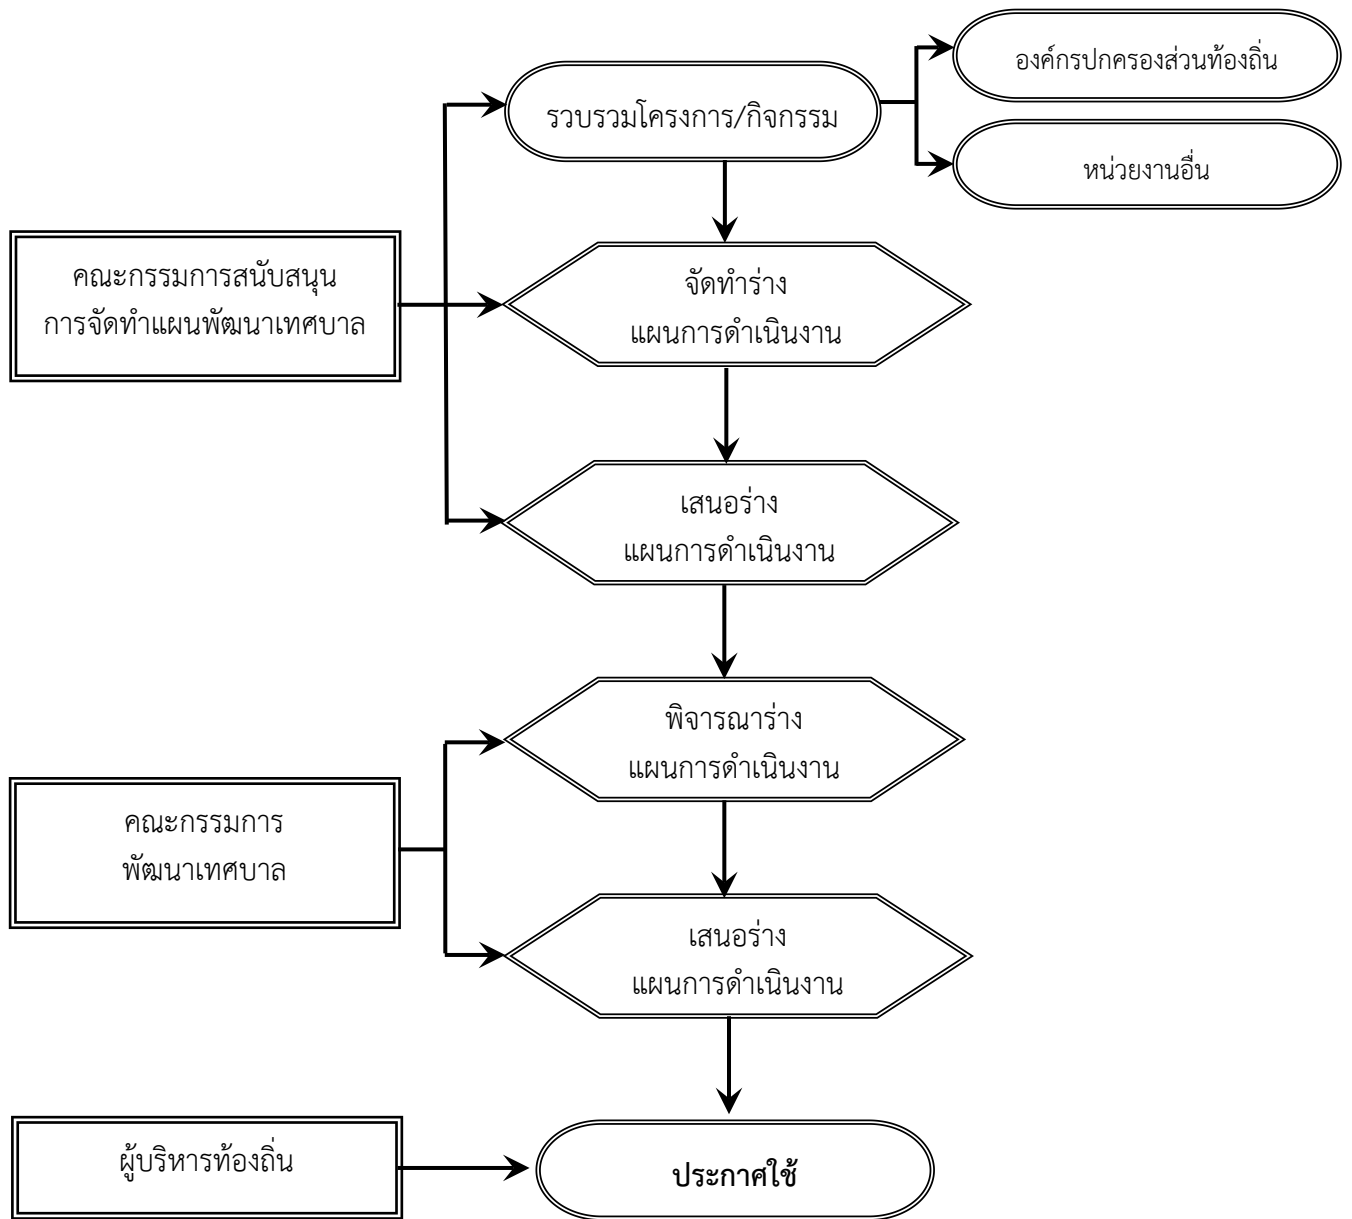 องค์กรปกครองส่วนท้องถิ่น
รวบรวมโครงการ/กิจกรรม
หน่วยงานอื่น
คณะกรรมการสนับสนุน
การจัดทำแผนพัฒนาเทศบาล
จัดทำร่าง
แผนการดำเนินงาน
เสนอร่าง
แผนการดำเนินงาน
พิจารณาร่าง
แผนการดำเนินงาน
คณะกรรมการ
พัฒนาเทศบาล
เสนอร่าง
แผนการดำเนินงาน
ผู้บริหารท้องถิ่น
ประกาศใช้